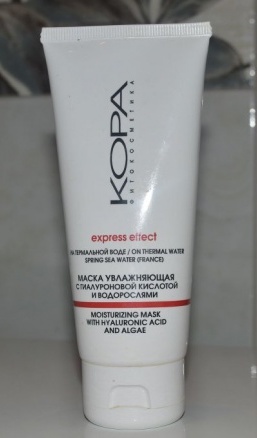 КОРА
ФИТОКОСМЕТИКА
express effect
НА ТЕРМАЛЬНОЙ ВОДЕ / ON THERMAL WATER
SPRING SEA WATER (FRANCE)
МАСКА УВЛАЖНЯЮЩАЯ
С ГИАЛУРОНОВОЙ КИСЛОТОЙ
И ВОДОРОСЛЯМИ
MOISTURIZING MASK
WITH HYALURONIC ACID
AND ALGAE